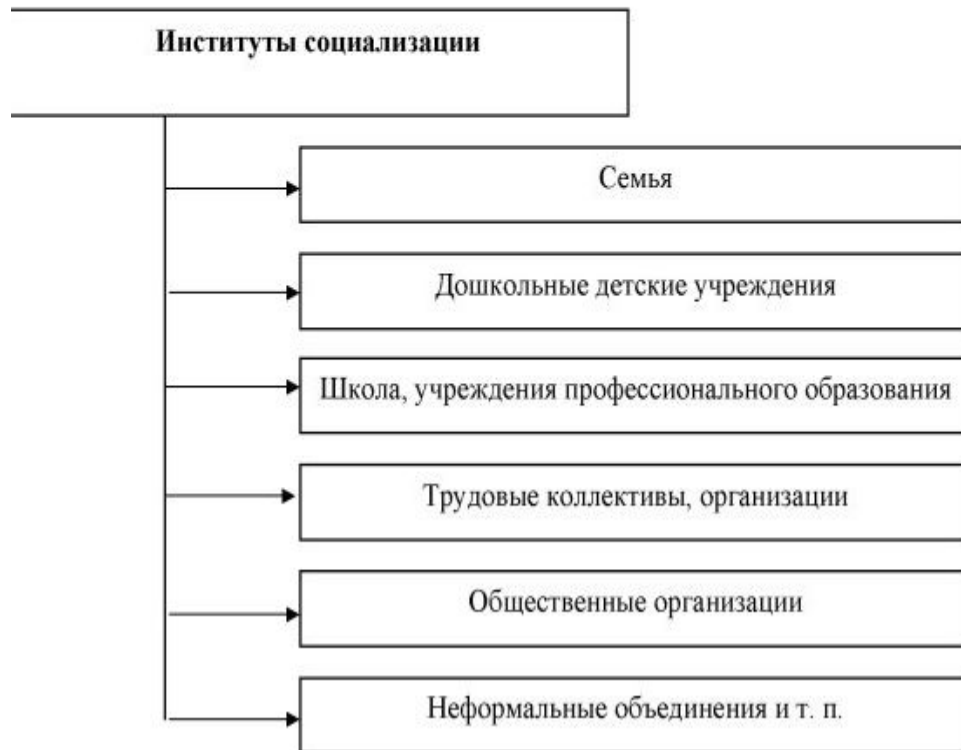 Институты социализации
Семья
Дошкольные детские учреждения
Школа, учреждения профессионального образования
Трудовые коллективы, организации
Общественные организации
Неформальные объединения и т. п.